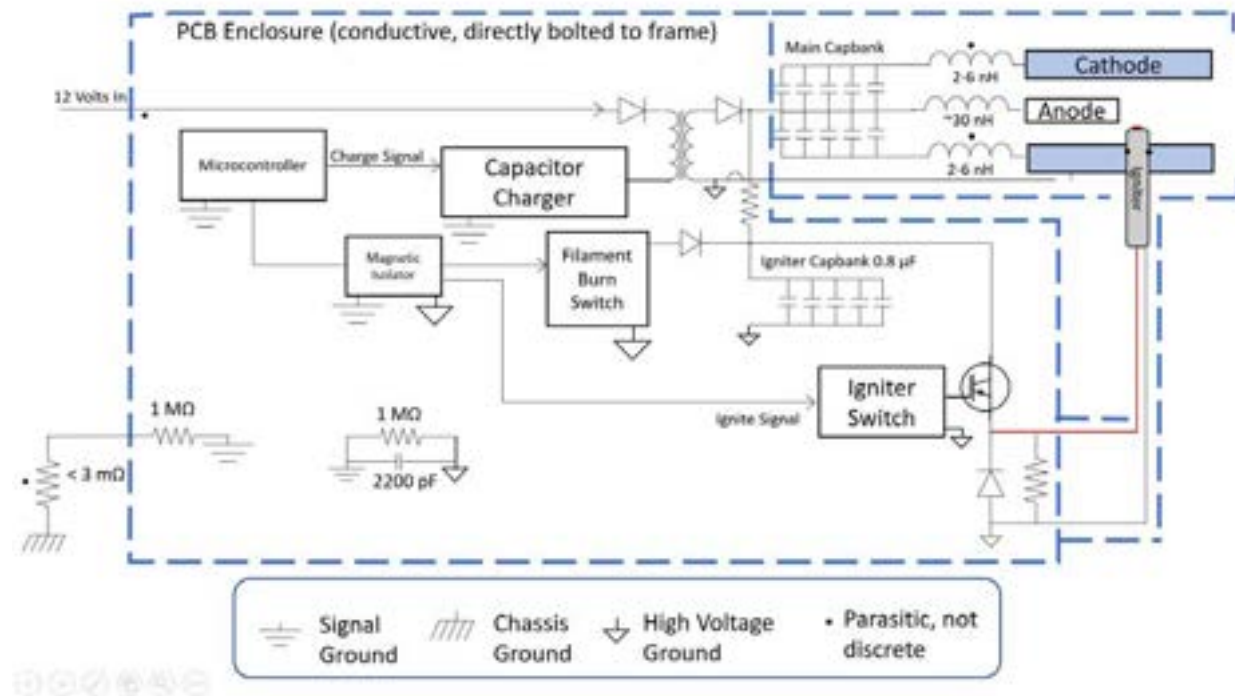 PCB Enclosure (conductive, directly bolted to frame)
Main Capbank
2-6 nH
Cathode
12 Volts In
~30 nH
Anode
Microcontroller
Charge Signal
Capacitor
Charger
2-6 nH
Igniter
Magnetic
Isolator
Filament
Burn
Switch
Igniter Capbank 0.8 µF
Igniter
Switch
Ignite Signal
1 MΩ
1 MΩ
2200 pF
< 3 mΩ
Signal
Ground
Chassis
Ground
High Voltage
Ground
• Parasitic, not
discrete